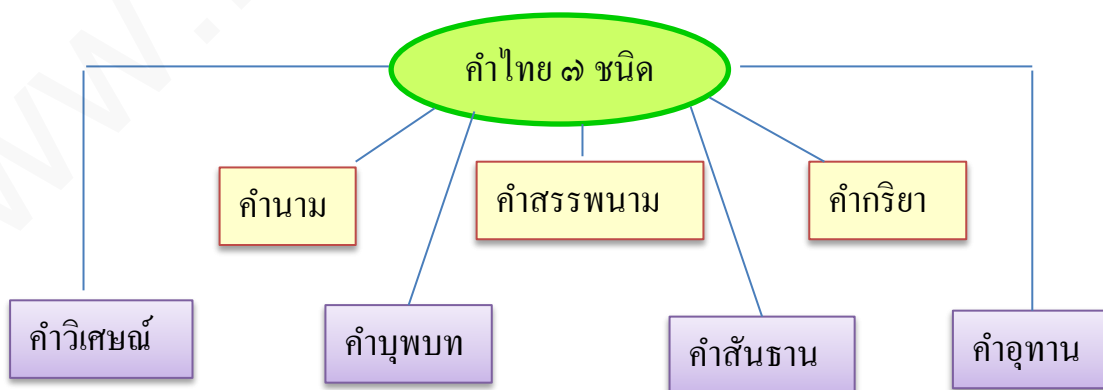 คำไทย ๗ ชนิด
คำนาม
คำสรรพนาม
คำกริยา
คำวิเศษณ์
คำบุพบท
คำสันธาน
คำอุทาน